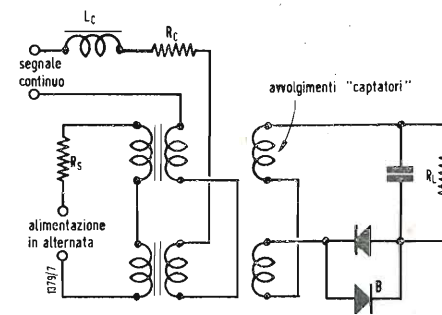 Lc
Rc
segnale
continuo
avvolgimenti "captatori"
Rs
RL
alimentazione
in alternata
1379/7
B